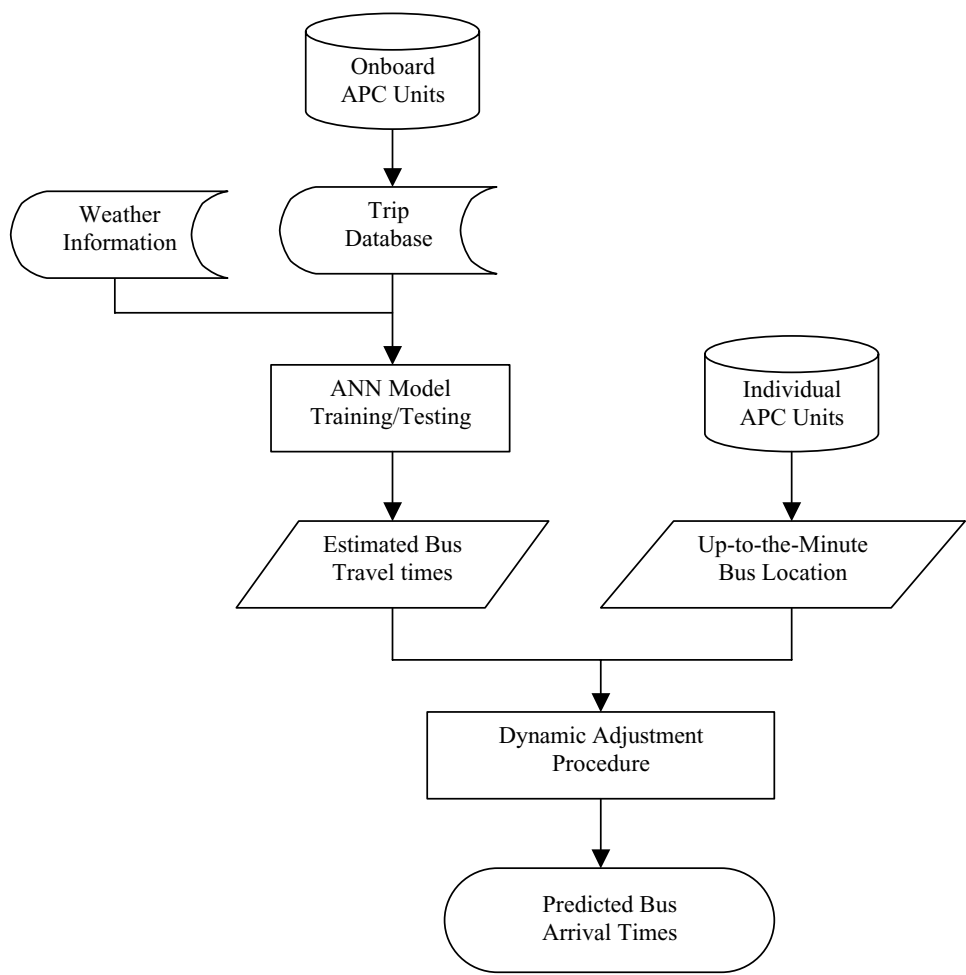 Onboard
APC Units
Weather
Information
Trip
Database
ANN Model
Training/Testing
Individual
APC Units
Estimated Bus
Travel times
Up-to-the-Minute
Bus Location
Dynamic Adjustment
Procedure
Predicted Bus
Arrival Times